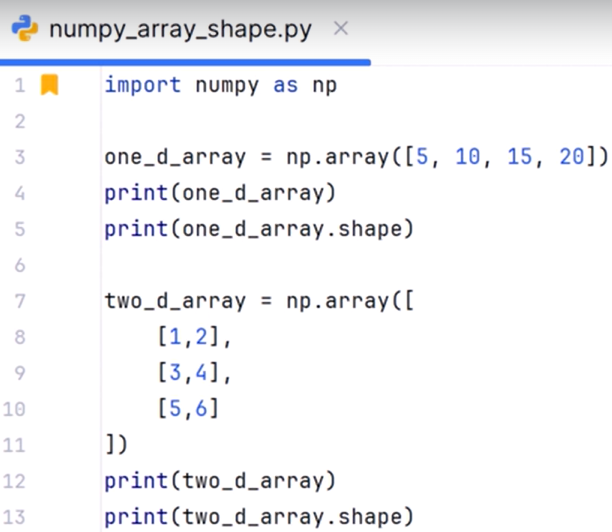 numpy_array_shape.py ×
1 import numpy as np
2
3 one_d_array = np.array([5, 10, 15, 20])
4 print(one_d_array)
5 print(one_d_array.shape)
6
7 two_d_array = np.array([
8     [1,2],
9     [3,4],
10     [5,6]
11 ])
12 print(two_d_array)
13 print(two_d_array.shape)